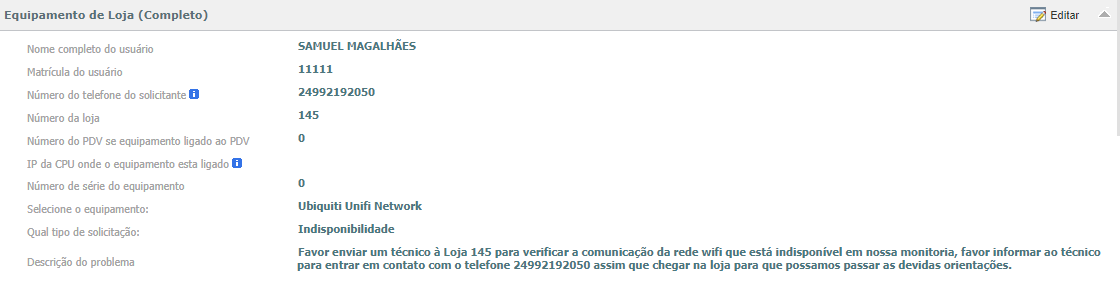 Equipamento de Loja (Completo)
Editar
Nome completo do usuário SAMUEL MAGALHÃES
Matrícula do usuário 11111
Número do telefone do solicitante 24992192050
Número da loja 145
Número do PDV se equipamento ligado ao PDV 0
IP da CPU onde o equipamento esta ligado
Número de série do equipamento 0
Selecione o equipamento: Ubiquiti Unifi Network
Qual tipo de solicitação: Indisponibilidade
Descrição do problema
Favor enviar um técnico à Loja 145 para verificar a comunicação da rede wifi que está indisponível em nossa monitoria, favor informar ao técnico
para entrar em contato com o telefone 24992192050 assim que chegar na loja para que possamos passar as devidas orientações.